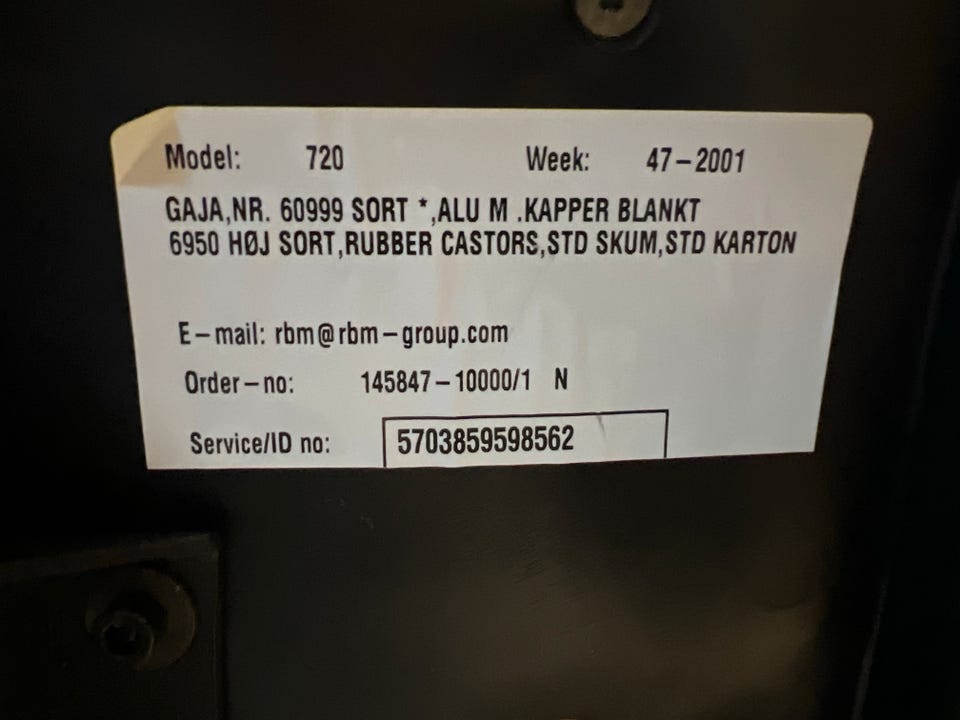 Model: 720 Week: 47-2001
GAJA,NR. 60999 SORT *,ALU M .KAPPER BLANKT
6950 HØJ SORT,RUBBER CASTORS,STD SKUM,STD KARTON
E-mail: rbm@rbm-group.com
Order-no: 145847-10000/1 N
Service/ID no: 5703859598562